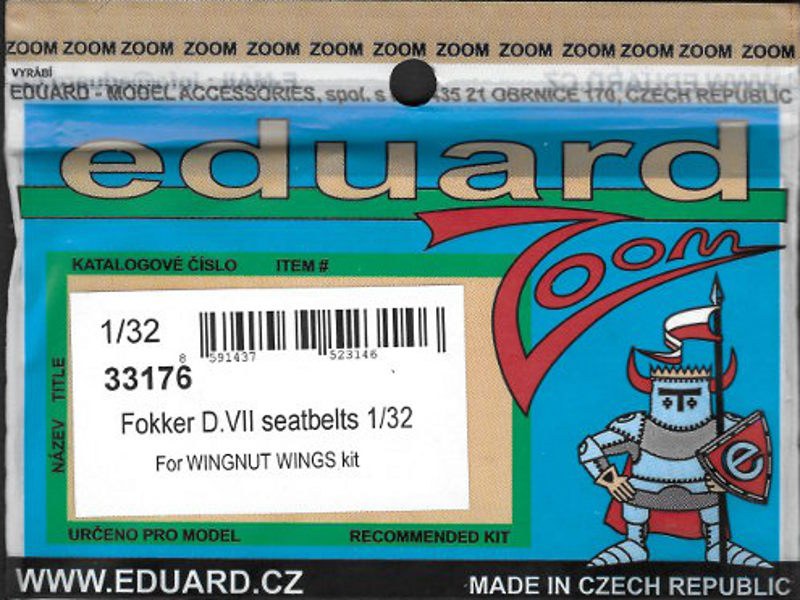 ZOOM ZOOM ZOOM ZOOM ZOOM ZOOM ZOOM ZOOM ZOOM ZOOM ZOOM ZOOM ZOOM
VYRÁBÍ
EDUARD - MODEL ACCESSORIES, spol. s 435 21 OBRNICE 170, CZECH REPUBLIC
eduard
Zoom
KATALOGOVÉ ČÍSLO ITEM #
1/32
8 591437 523146
33176
Fokker D.VII seatbelts 1/32
For WINGNUT WINGS kit
NÁZEV TITLE
e
URČENO PRO MODEL RECOMMENDED KIT
WWW.EDUARD.CZ MADE IN CZECH REPUBLIC